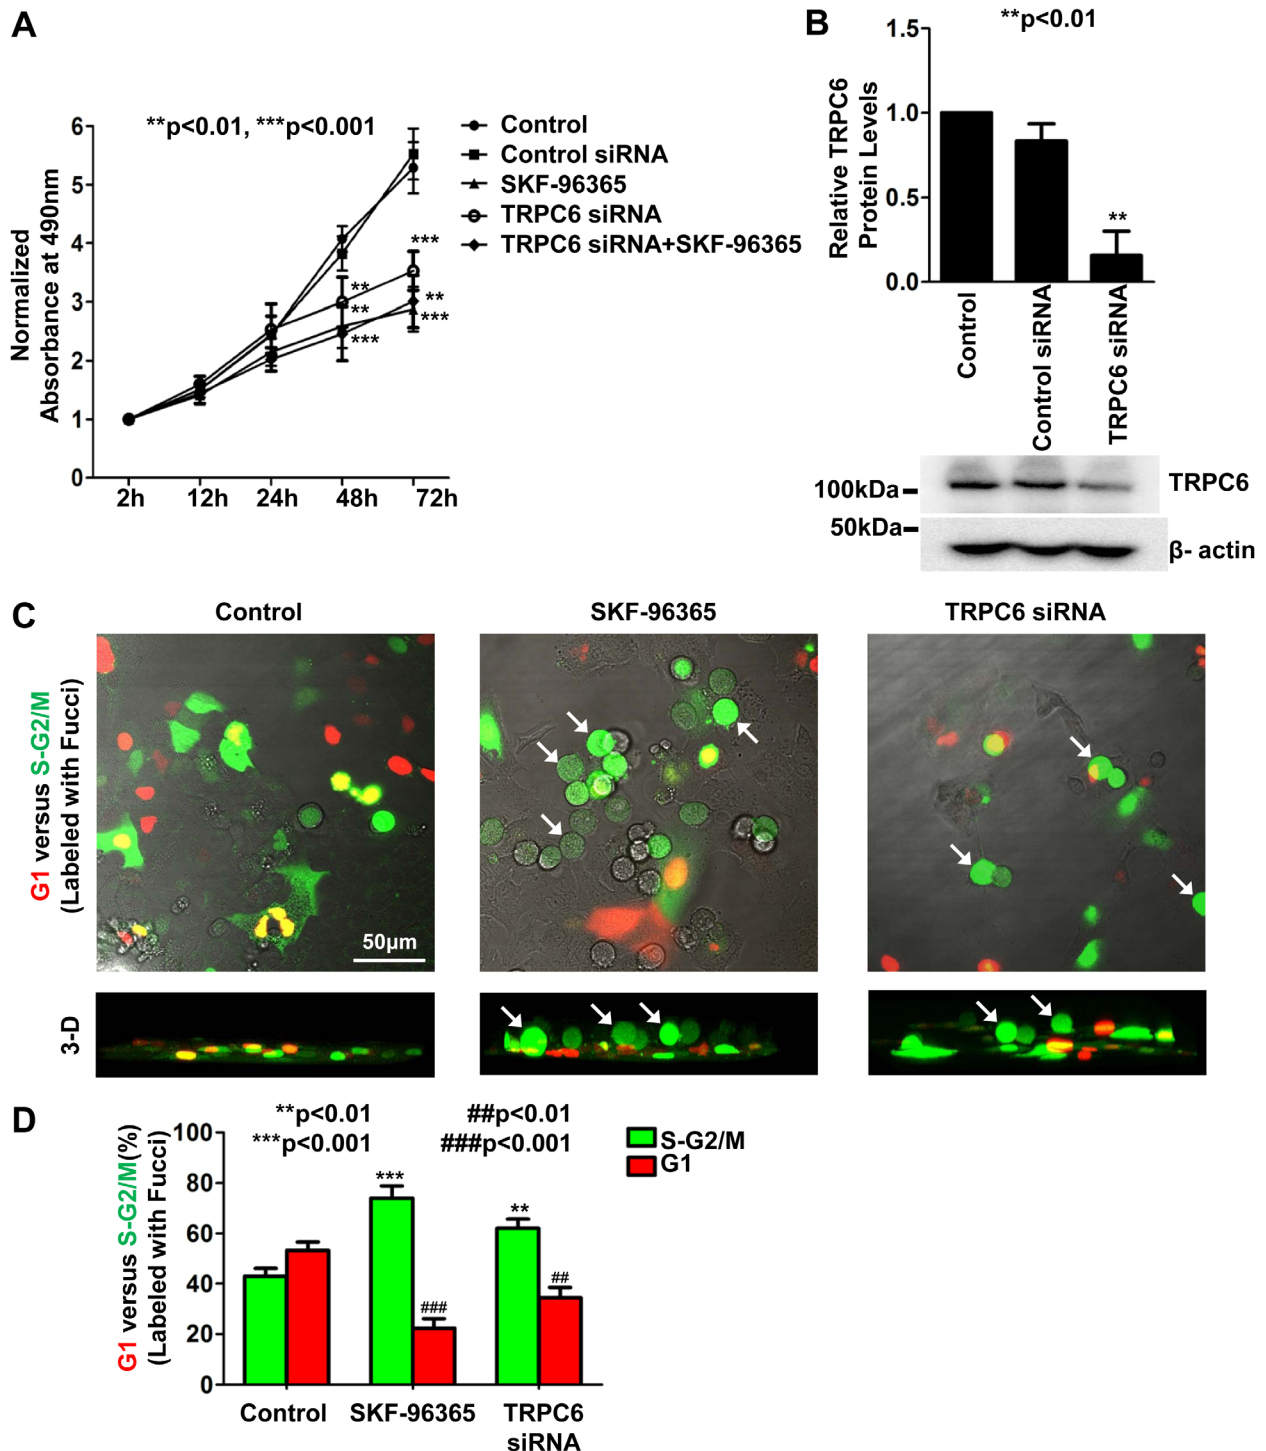 A
**p<0.01, ***p<0.001
Normalized
Absorbance at 490nm
6
5
4
3
2
1
0
2h
12h
24h
48h
72h
***
**
**
**
***
***
Control
Control siRNA
SKF-96365
TRPC6 siRNA
TRPC6 siRNA+SKF-96365
B
**p<0.01
Relative TRPC6
Protein Levels
1.5
1.0
0.5
0.0
**
Control
Control siRNA
TRPC6 siRNA
100kDa
TRPC6
50kDa
β- actin
C
Control
SKF-96365
TRPC6 siRNA
G1 versus S-G2/M
(Labeled with Fucci)
50μm
3-D
D
**p<0.01
***p<0.001
##p<0.01
###p<0.001
S-G2/M
G1
G1 versus S-G2/M(%)
(Labeled with Fucci)
100
80
60
40
20
0
***
###
**
##
Control
SKF-96365
TRPC6
siRNA